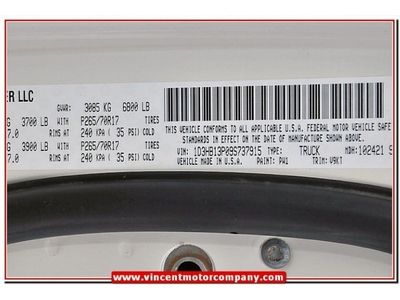 ER LLC
GVWR: 3085 KG 6800 LB
G 3700 LB WITH P265/70R17 TIRES
7.0 RIMS AT 240 KPA ( 35 PSI) COLD
G 3900 LB WITH P265/70R17 TIRES
7.0 RIMS AT 240 KPA ( 35 PSI) COLD
THIS VEHICLE CONFORMS TO ALL APPLICABLE U.S.A. FEDERAL MOTOR VEHICLE SAFE
STANDARDS IN EFFECT ON THE DATE OF MANUFACTURE SHOWN ABOVE.
VIN: 1D3HB13P09S737915 TYPE: TRUCK MDH: 102421 S
VEHICLE MADE IN U.S.A. PAINT: PW1 TRIM: V9KT
www.vincentmotorcompany.com